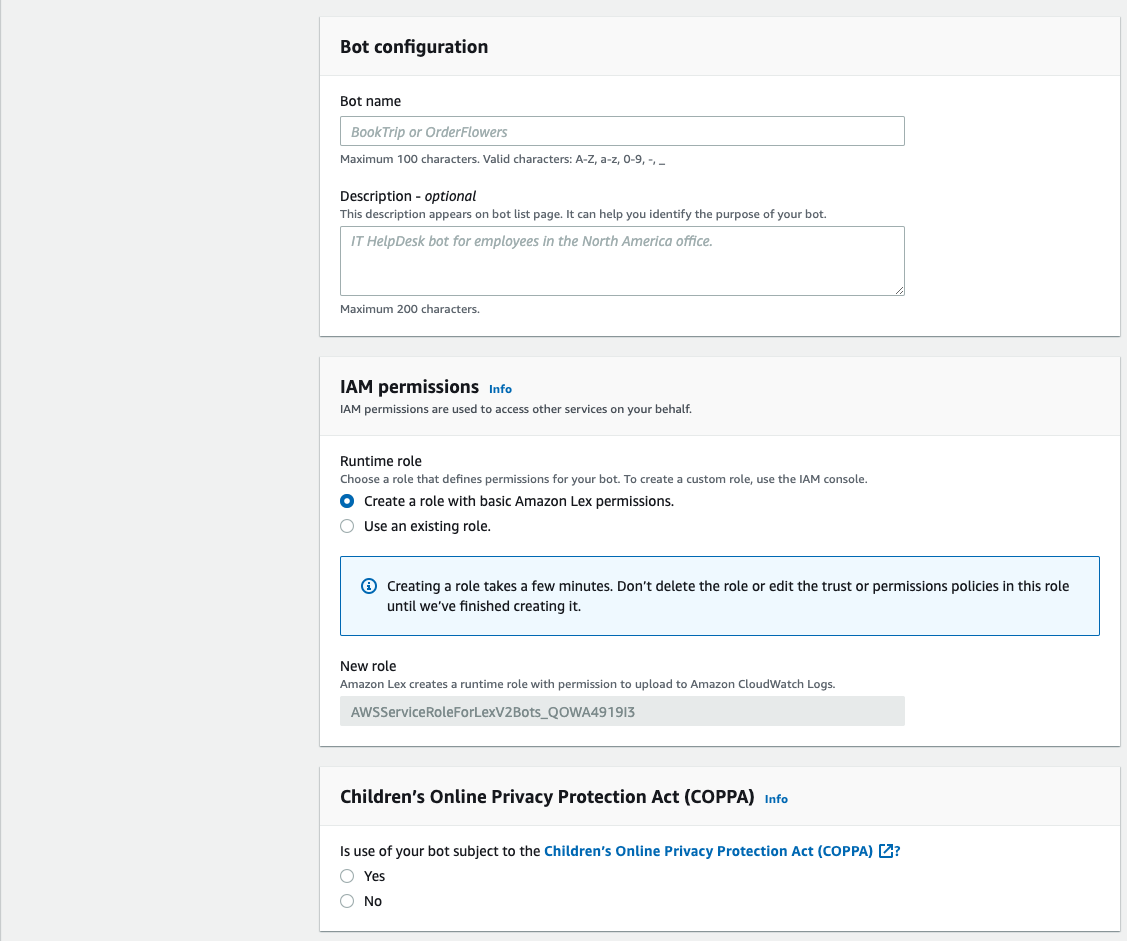 Bot configuration
Bot name
BookTrip or OrderFlowers
Maximum 100 characters. Valid characters: A-Z, a-z, 0-9, -, _
Description - optional
This description appears on bot list page. It can help you identify the purpose of your bot.
IT HelpDesk bot for employees in the North America office.
Maximum 200 characters.
IAM permissions Info
IAM permissions are used to access other services on your behalf.
Runtime role
Choose a role that defines permissions for your bot. To create a custom role, use the IAM console.
Create a role with basic Amazon Lex permissions.
Use an existing role.
Creating a role takes a few minutes. Don’t delete the role or edit the trust or permissions policies in this role
until we’ve finished creating it.
New role
Amazon Lex creates a runtime role with permission to upload to Amazon CloudWatch Logs.
AWSServiceRoleForLexV2Bots_QOWA4919I3
Children’s Online Privacy Protection Act (COPPA) Info
Is use of your bot subject to the Children’s Online Privacy Protection Act (COPPA) ?
Yes
No